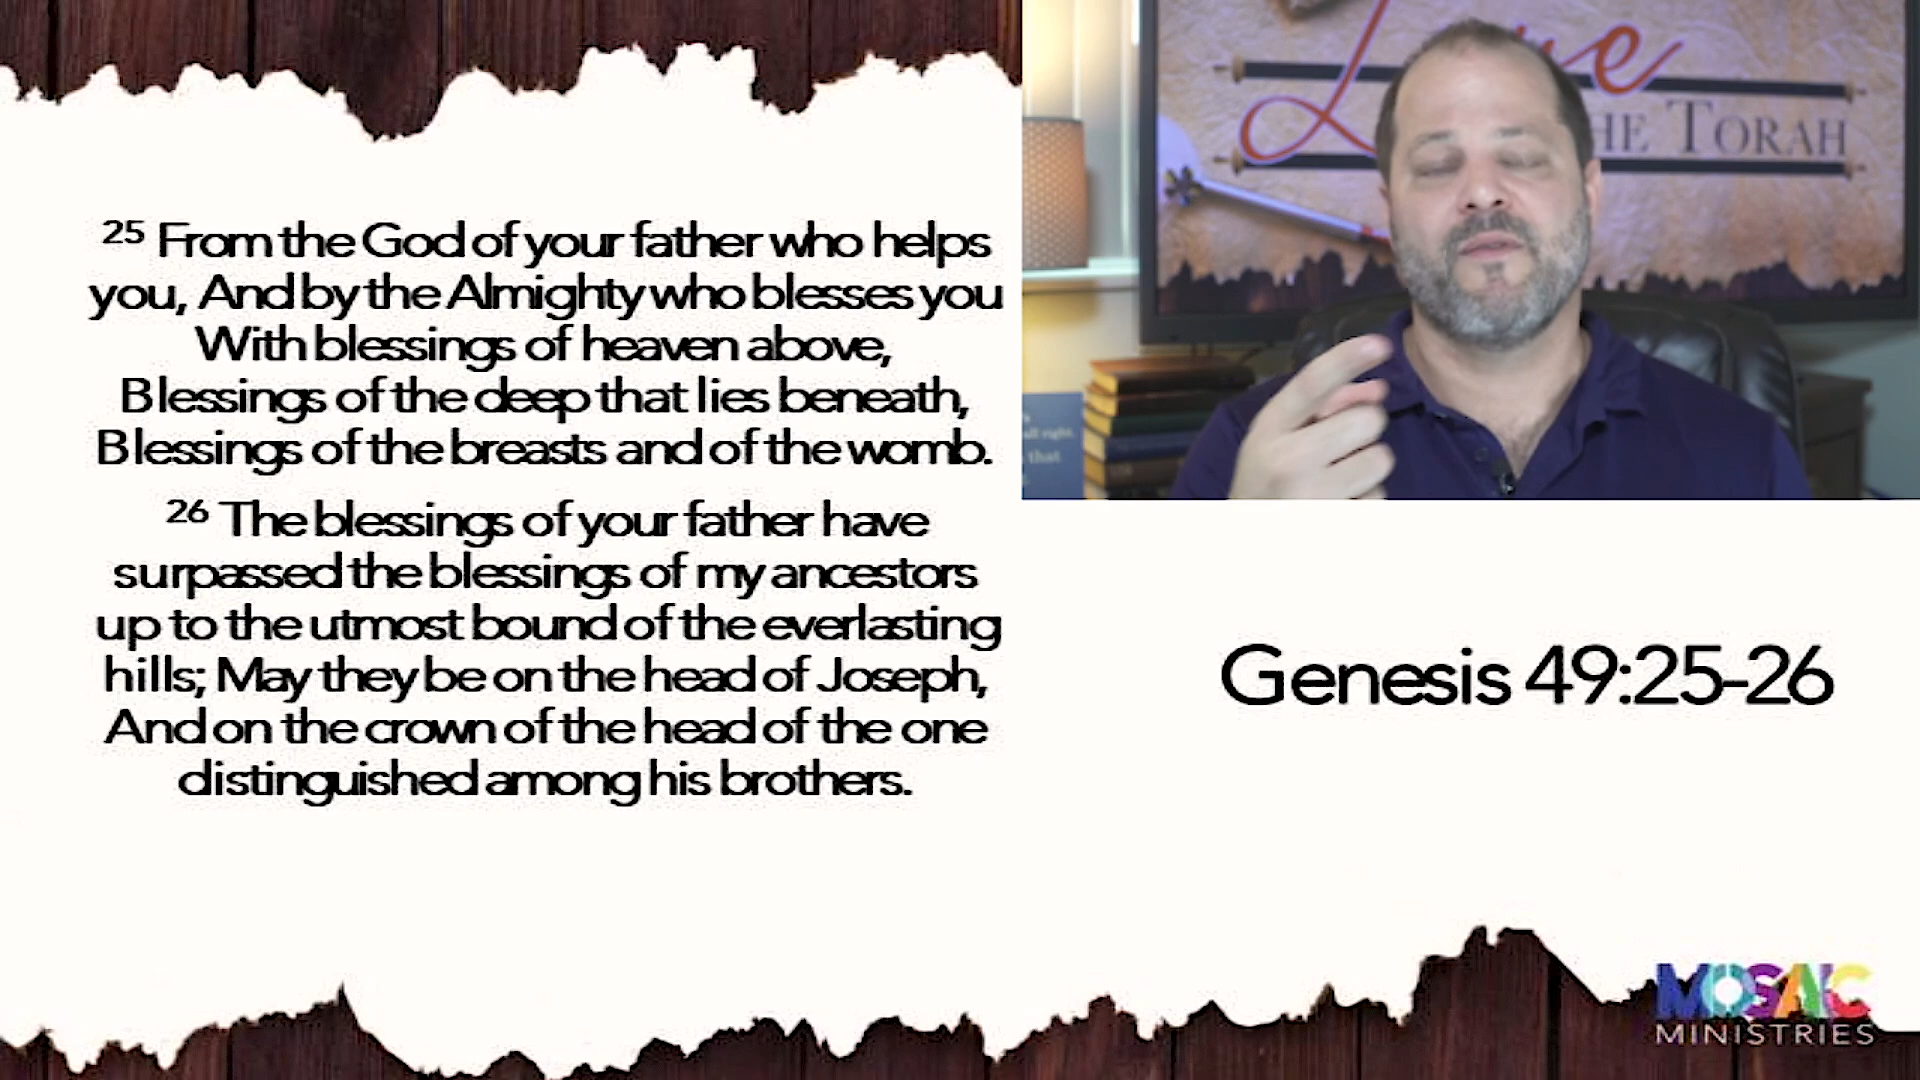 25 From the God of your father who helps
you, And by the Almighty who blesses you
With blessings of heaven above,
Blessings of the deep that lies beneath,
Blessings of the breasts and of the womb.
26 The blessings of your father have
surpassed the blessings of my ancestors
up to the utmost bound of the everlasting
hills; May they be on the head of Joseph,
And on the crown of the head of the one
distinguished among his brothers.
THE TORAH
all right.
that
Genesis 49:25-26
MOSAIC
MINISTRIES